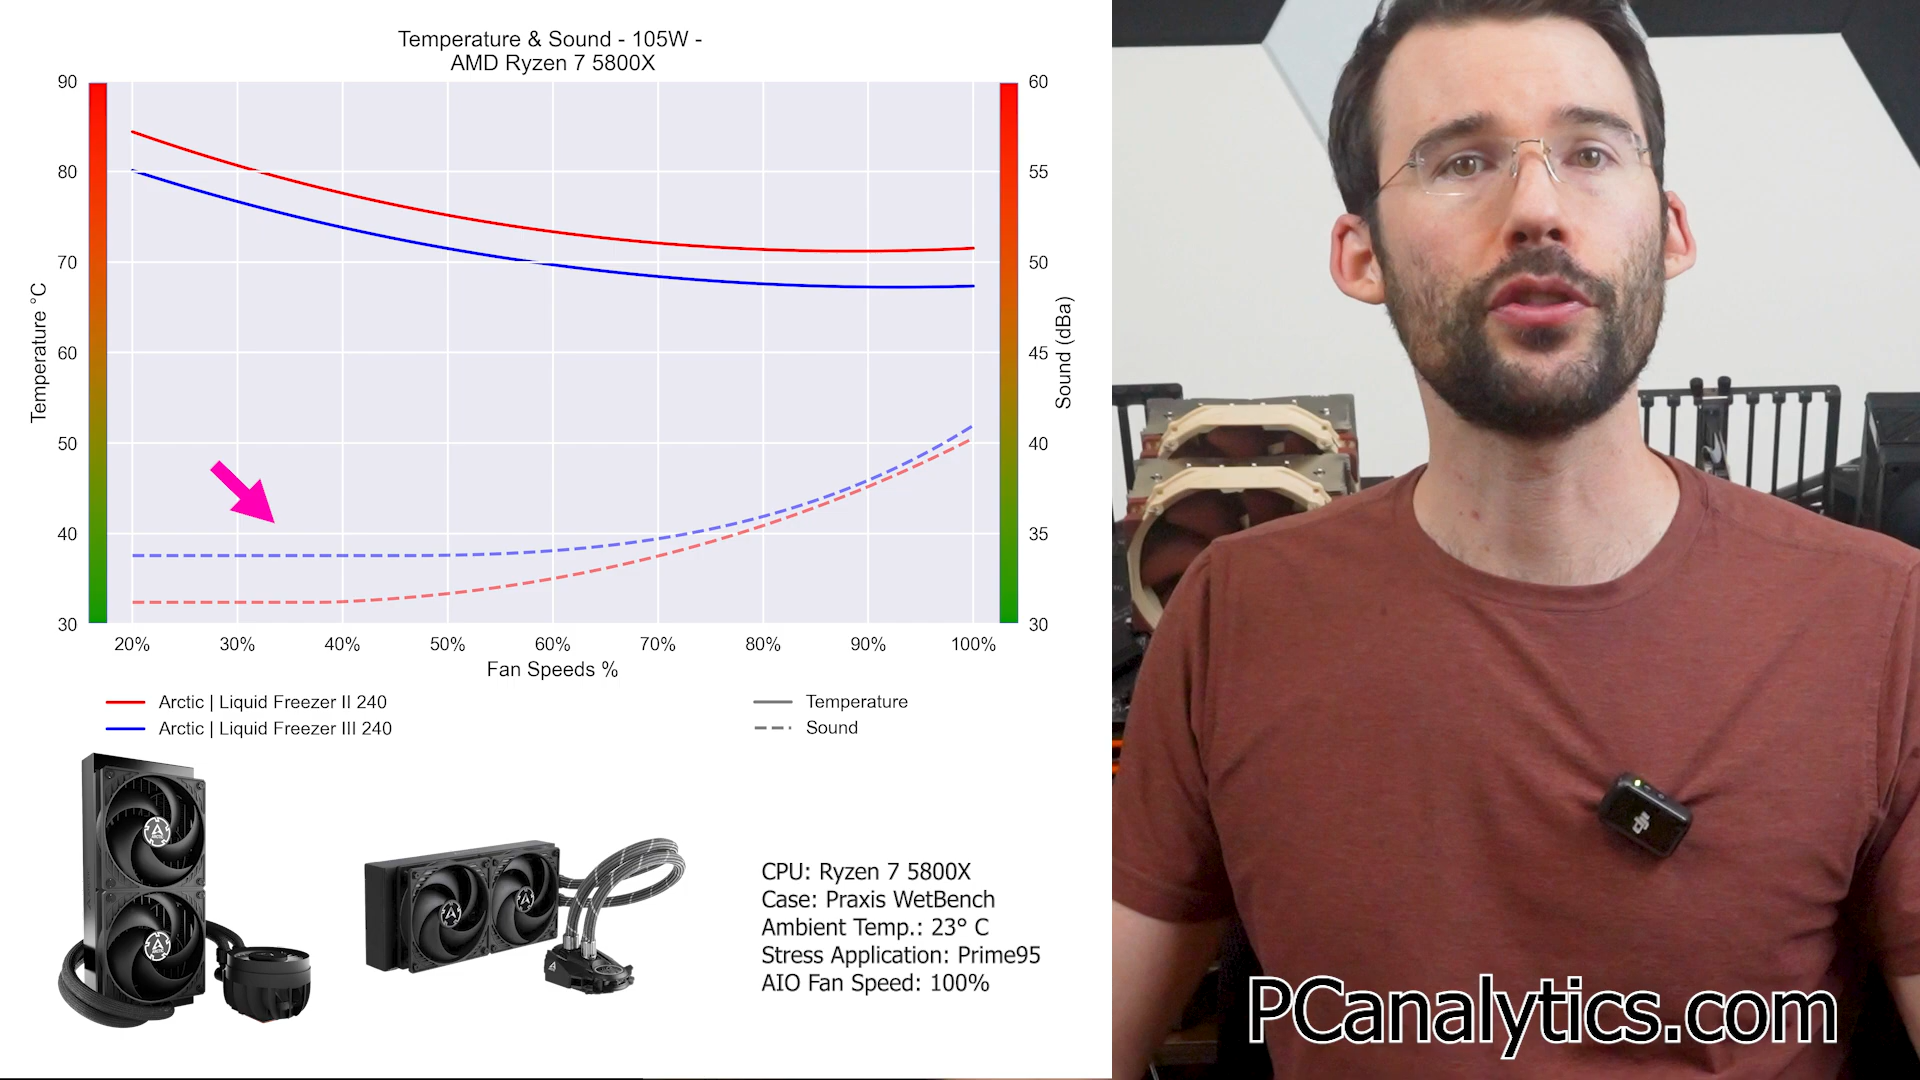 Temperature & Sound - 105W -
AMD Ryzen 7 5800X
90
80
70
60
50
40
30
Temperature °C
60
55
50
45
40
35
30
Sound (dBa)
20% 30% 40% 50% 60% 70% 80% 90% 100%
Fan Speeds %
Arctic | Liquid Freezer II 240
Arctic | Liquid Freezer III 240
Temperature
Sound
CPU: Ryzen 7 5800X
Case: Praxis WetBench
Ambient Temp.: 23° C
Stress Application: Prime95
AIO Fan Speed: 100%
dji
PCanalytics.com